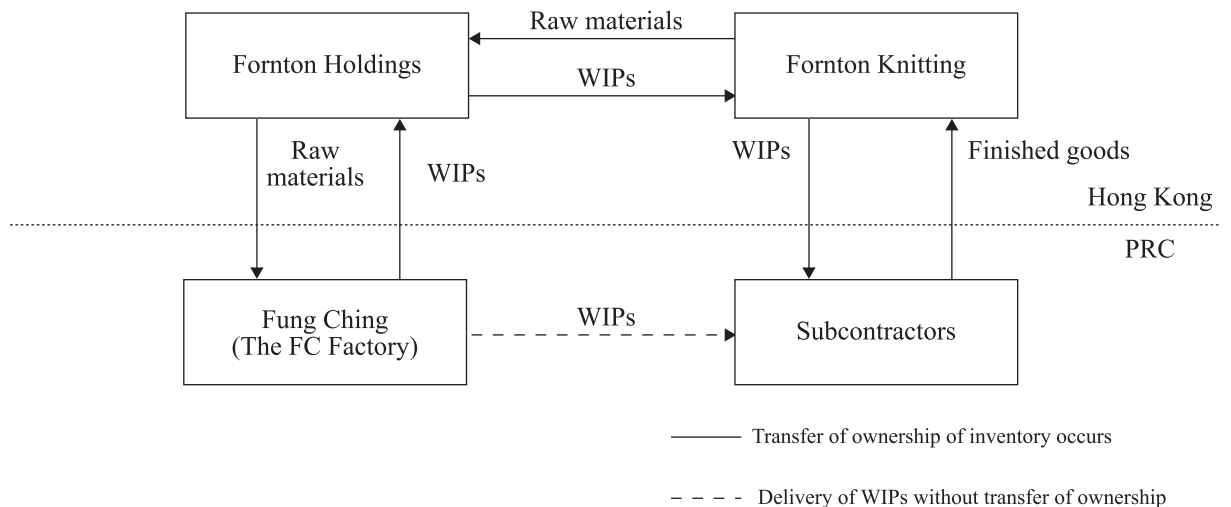 Raw materials
Fornton Holdings
Fornton Knitting
WIPs
Raw
materials
WIPs
WIPs
Finished goods
Hong Kong
PRC
Fung Ching
(The FC Factory)
WIPs
Subcontractors
Transfer of ownership of inventory occurs
Delivery of WIPs without transfer of ownership